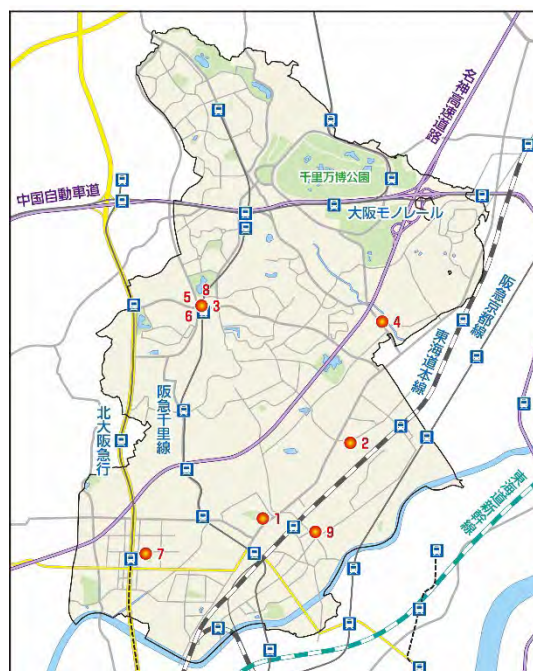 名神高速道路
千里万博公園
中国自動車道
大阪モノレール
5
8
6
3
4
阪急京都線
東海道本線
阪急千里線
北大阪急行
2
1
9
7
東海道新幹線